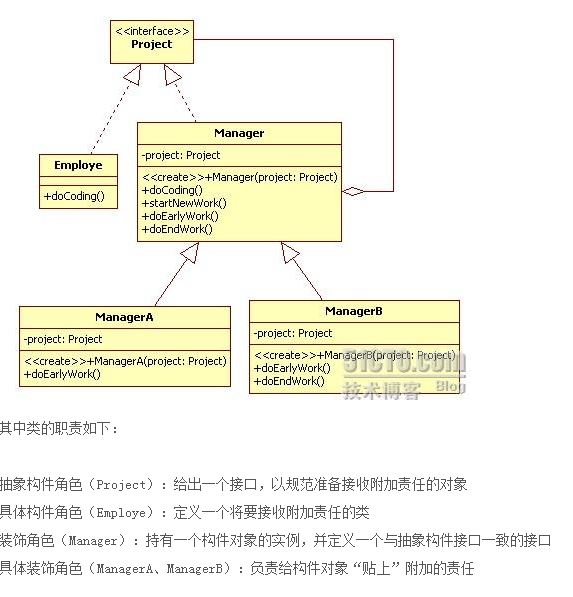 <<interface>>
Project
Employe
+doCoding()
Manager
-project: Project
<<create>>+Manager(project: Project)
+doCoding()
+startNewWork()
+doEarlyWork()
+doEndWork()
ManagerA
-project: Project
<<create>>+ManagerA(project: Project)
+doEarlyWork()
ManagerB
-project: Project
<<create>>+ManagerB(project: Project)
+doEarlyWork()
+doEndWork()
51CTO.com
技术博客 Blog
其中类的职责如下：
抽象构件角色（Project）：给出一个接口，以规范准备接收附加责任的对象
具体构件角色（Employe）：定义一个将要接收附加责任的类
装饰角色（Manager）：持有一个构件对象的实例，并定义一个与抽象构件接口一致的接口
具体装饰角色（ManagerA、ManagerB）：负责给构件对象“贴上”附加的责任